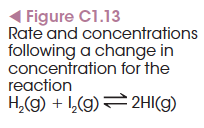 ◀ Figure C1.13
Rate and concentrations
following a change in
concentration for the
reaction
H₂(g) + I₂(g) ⇌ 2HI(g)